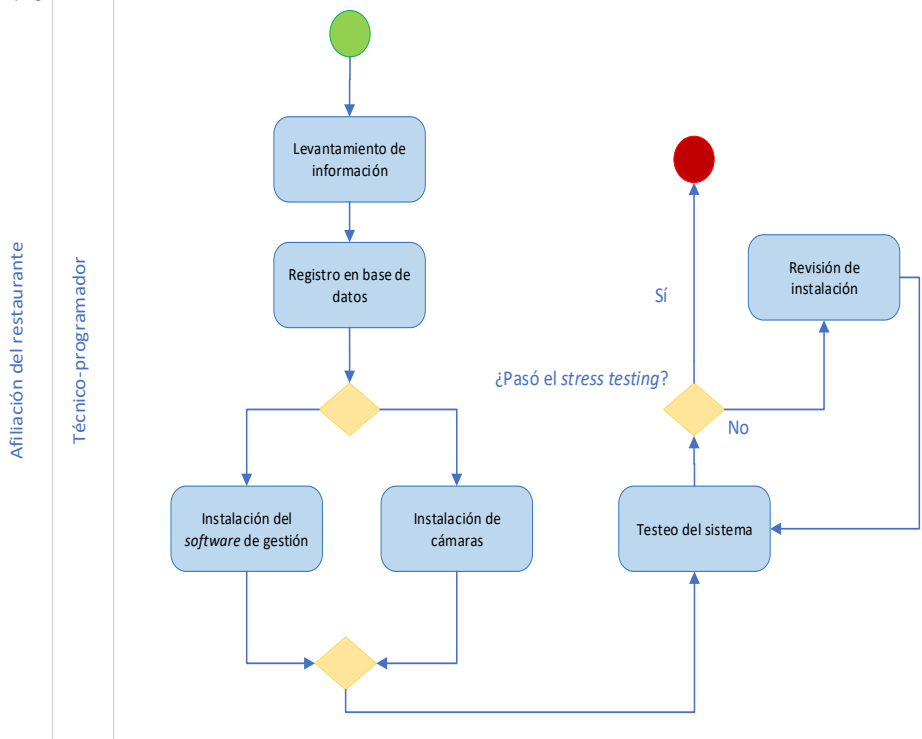 Afiliación del restaurante
Técnico-programador
Levantamiento de
información
Registro en base de
datos
Instalación del
software de gestión
Instalación de
cámaras
Testeo del sistema
¿Pasó el stress testing?
Sí
No
Revisión de
instalación